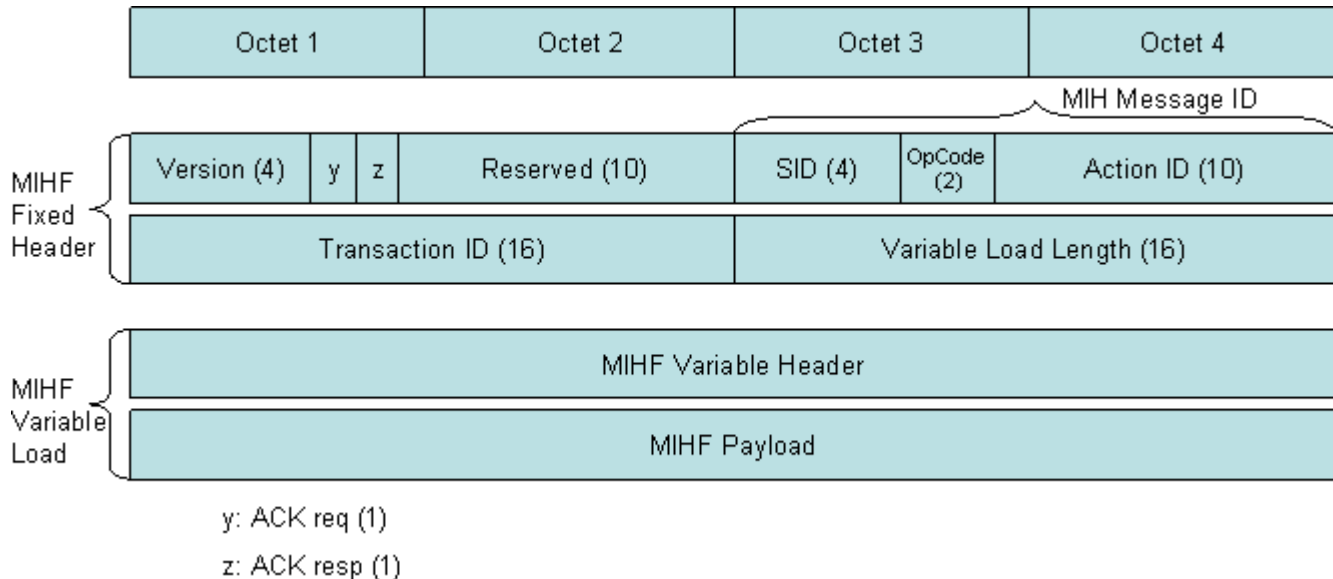 Octet 1 Octet 2 Octet 3 Octet 4
MIH Message ID
MIHF
Fixed
Header
Version (4) y z Reserved (10) SID (4) OpCode
(2) Action ID (10)
Transaction ID (16) Variable Load Length (16)
MIHF
Variable
Load
MIHF Variable Header
MIHF Payload
y: ACK req (1)
z: ACK resp (1)